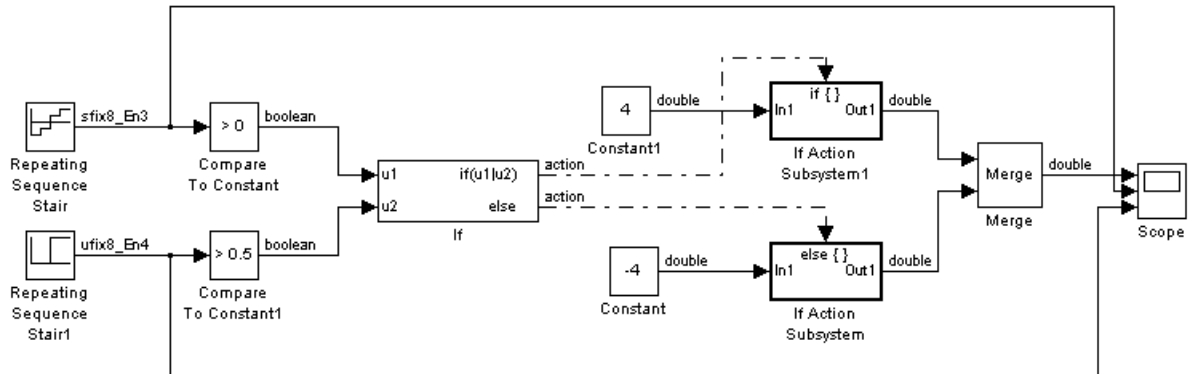 sfix8_En3
> 0
boolean
Repeating
Sequence
Stair
Compare
To Constant
ufix8_En4
> 0.5
boolean
Repeating
Sequence
Stair1
Compare
To Constant1
u1
if(u1|u2)
u2
else
If
action
action
4
double
Constant1
-4
double
Constant
if { }
In1
Out1
double
If Action
Subsystem1
else { }
In1
Out1
double
If Action
Subsystem
Merge
double
Merge
Scope